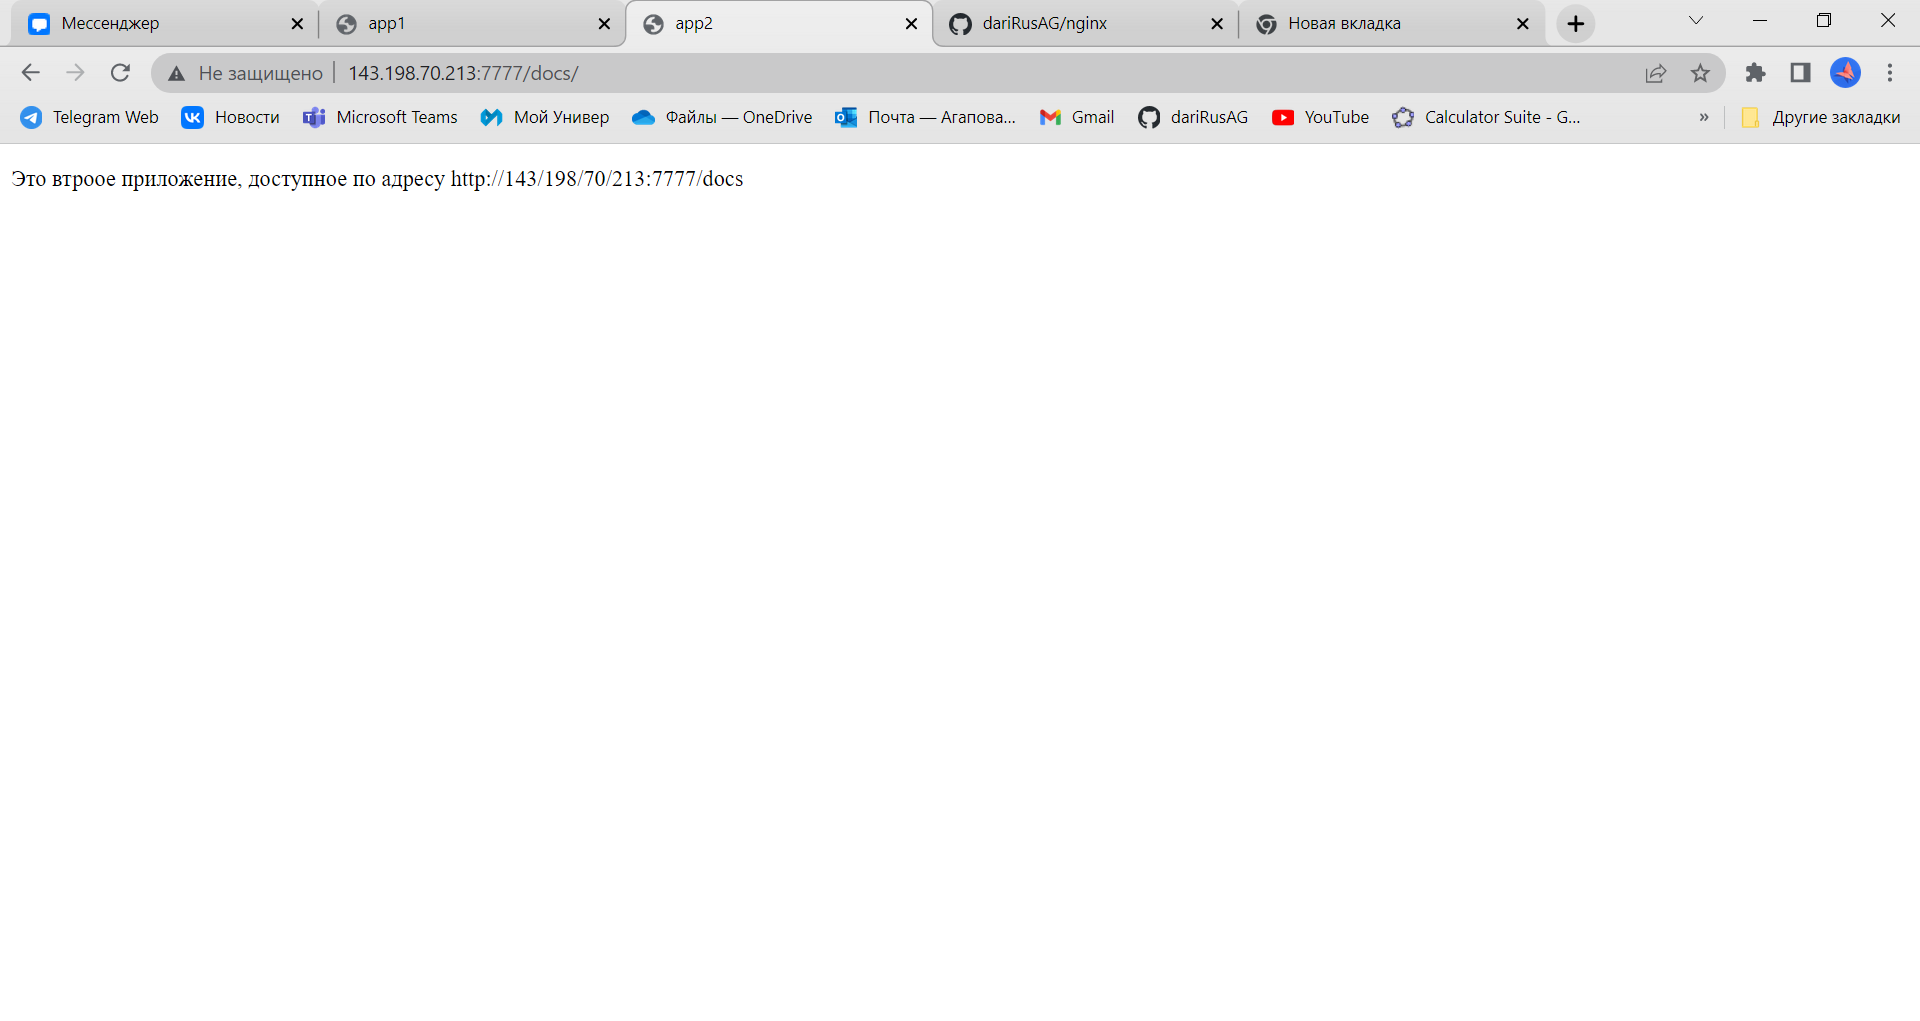 Мессенджер
app1
app2
dariRusAG/nginx
Новая вкладка
Не защищено
143.198.70.213:7777/docs/
Telegram Web
Новости
Microsoft Teams
Мой Универ
Файлы — OneDrive
Почта — Агапова...
Gmail
dariRusAG
YouTube
Calculator Suite - G...
»
Другие закладки
Это втроое приложение, доступное по адресу http://143/198/70/213:7777/docs